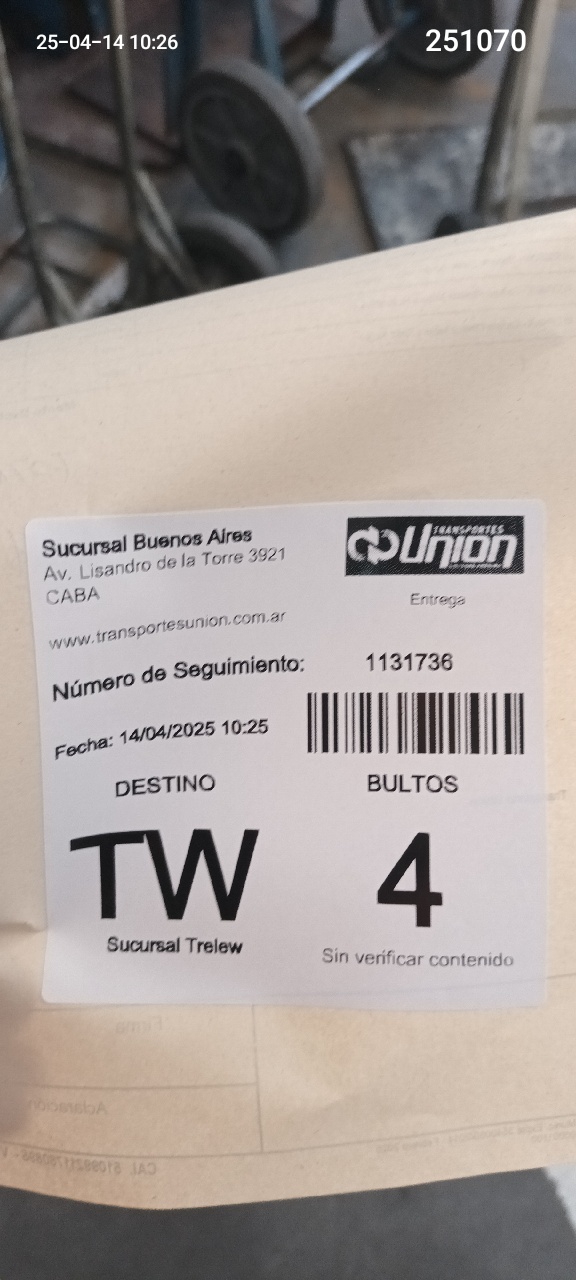 25-04-14 10:26
251070
Sucursal Buenos Aires
Av. Lisandro de la Torre 3921
CABA
TRANSPORTES
Union
Entrega
www.transportesunion.com.ar
Número de Seguimiento: 1131736
Fecha: 14/04/2025 10:25
DESTINO
BULTOS
TW
4
Sucursal Trelew
Sin verificar contenido
Firma
Aclaración